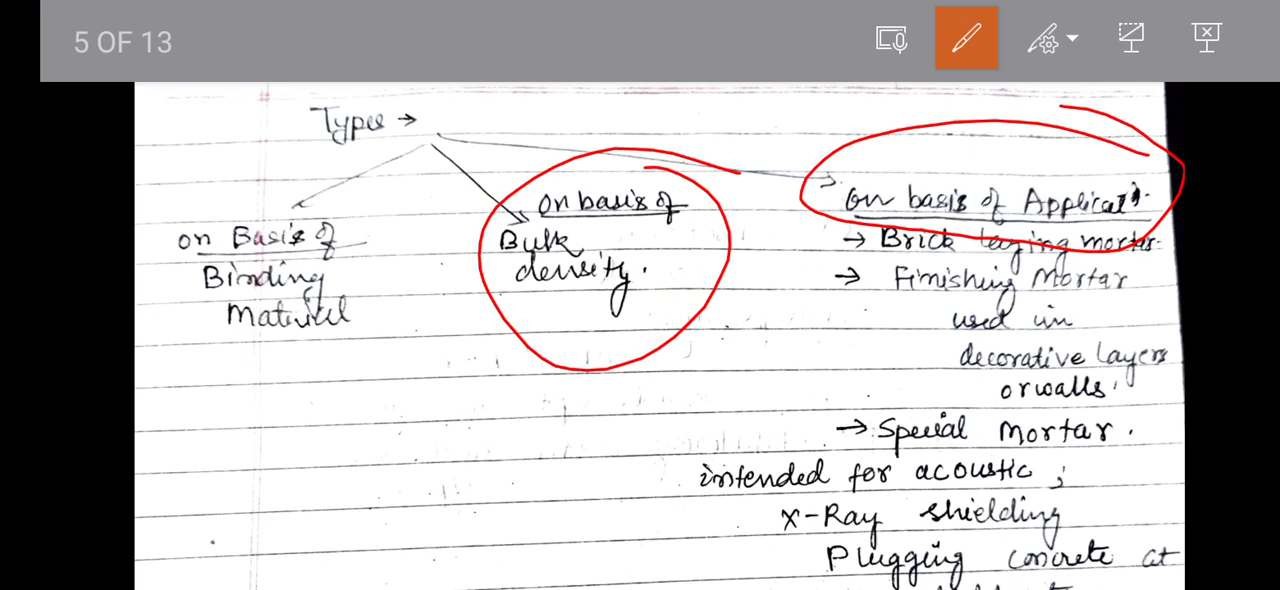 5 OF 13
Types →
on Basis of
Binding
Material
on basis of
Bulk
density.
on basis of Applicati.
→ Brick laying mortar.
→ Finishing Mortar
used in
decorative layers
or walls.
→ Special Mortar.
intended for acoustic ;
X-Ray shielding
Plugging concrete at